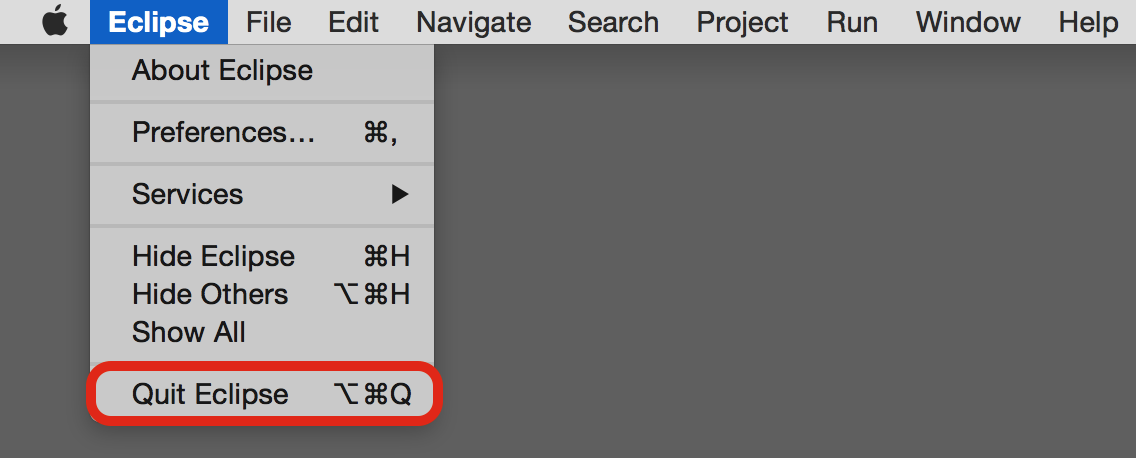 Eclipse File Edit Navigate Search Project Run Window Help
About Eclipse
Preferences... ⌘,
Services ▶
Hide Eclipse ⌘H
Hide Others ⌥⌘H
Show All
Quit Eclipse ⌥⌘Q